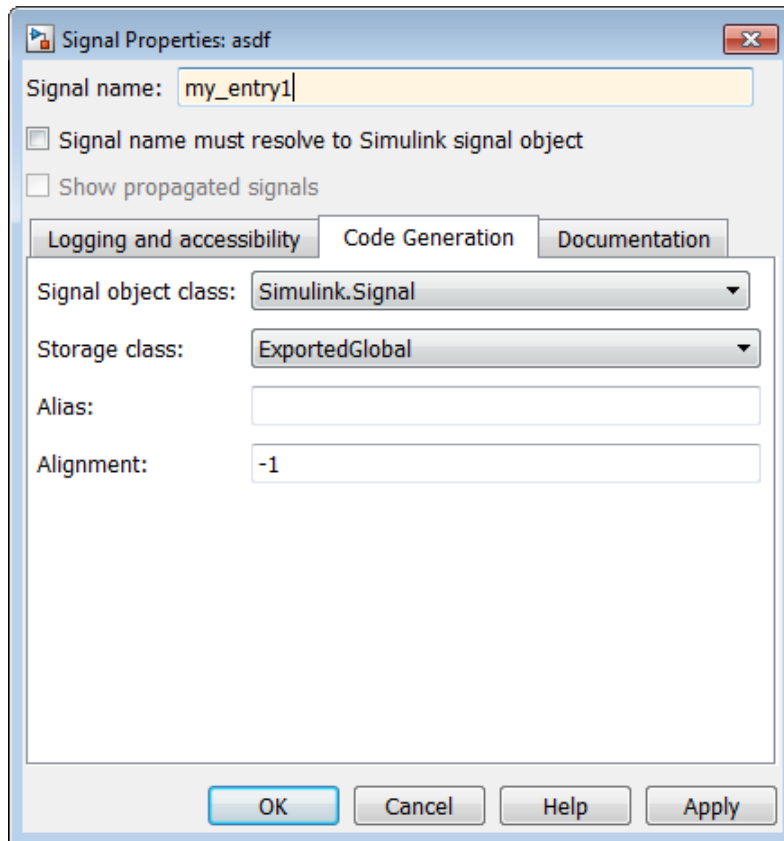 Signal Properties: asdf
Signal name: my_entry1
Signal name must resolve to Simulink signal object
Show propagated signals
Logging and accessibility Code Generation Documentation
Signal object class: Simulink.Signal
Storage class: ExportedGlobal
Alias:
Alignment: -1
OK Cancel Help Apply